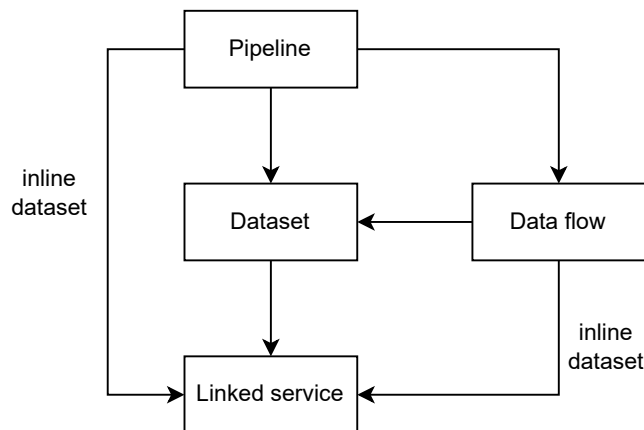 Pipeline
inline
dataset
Dataset
Data flow
inline
dataset
Linked service